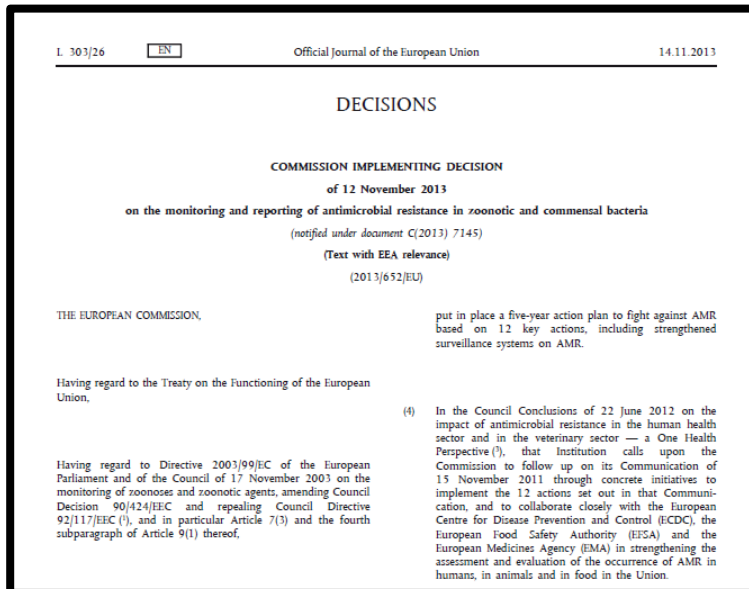 L 303/26 EN Official Journal of the European Union 14.11.2013
DECISIONS
COMMISSION IMPLEMENTING DECISION
of 12 November 2013
on the monitoring and reporting of antimicrobial resistance in zoonotic and commensal bacteria
(notified under document C(2013) 7145)
(Text with EEA relevance)
(2013/652/EU)
THE EUROPEAN COMMISSION,
Having regard to the Treaty on the Functioning of the European
Union,
Having regard to Directive 2003/99/EC of the European
Parliament and of the Council of 17 November 2003 on the
monitoring of zoonoses and zoonotic agents, amending Council
Decision 90/424/EEC and repealing Council Directive
92/117/EEC (¹), and in particular Article 7(3) and the fourth
subparagraph of Article 9(1) thereof,
put in place a five-year action plan to fight against AMR
based on 12 key actions, including strengthened
surveillance systems on AMR.
(4) In the Council Conclusions of 22 June 2012 on the
impact of antimicrobial resistance in the human health
sector and in the veterinary sector — a One Health
Perspective (³), that Institution calls upon the
Commission to follow up on its Communication of
15 November 2011 through concrete initiatives to
implement the 12 actions set out in that Communi-
cation, and to collaborate closely with the European
Centre for Disease Prevention and Control (ECDC), the
European Food Safety Authority (EFSA) and the
European Medicines Agency (EMA) in strengthening the
assessment and evaluation of the occurrence of AMR in
humans, in animals and in food in the Union.